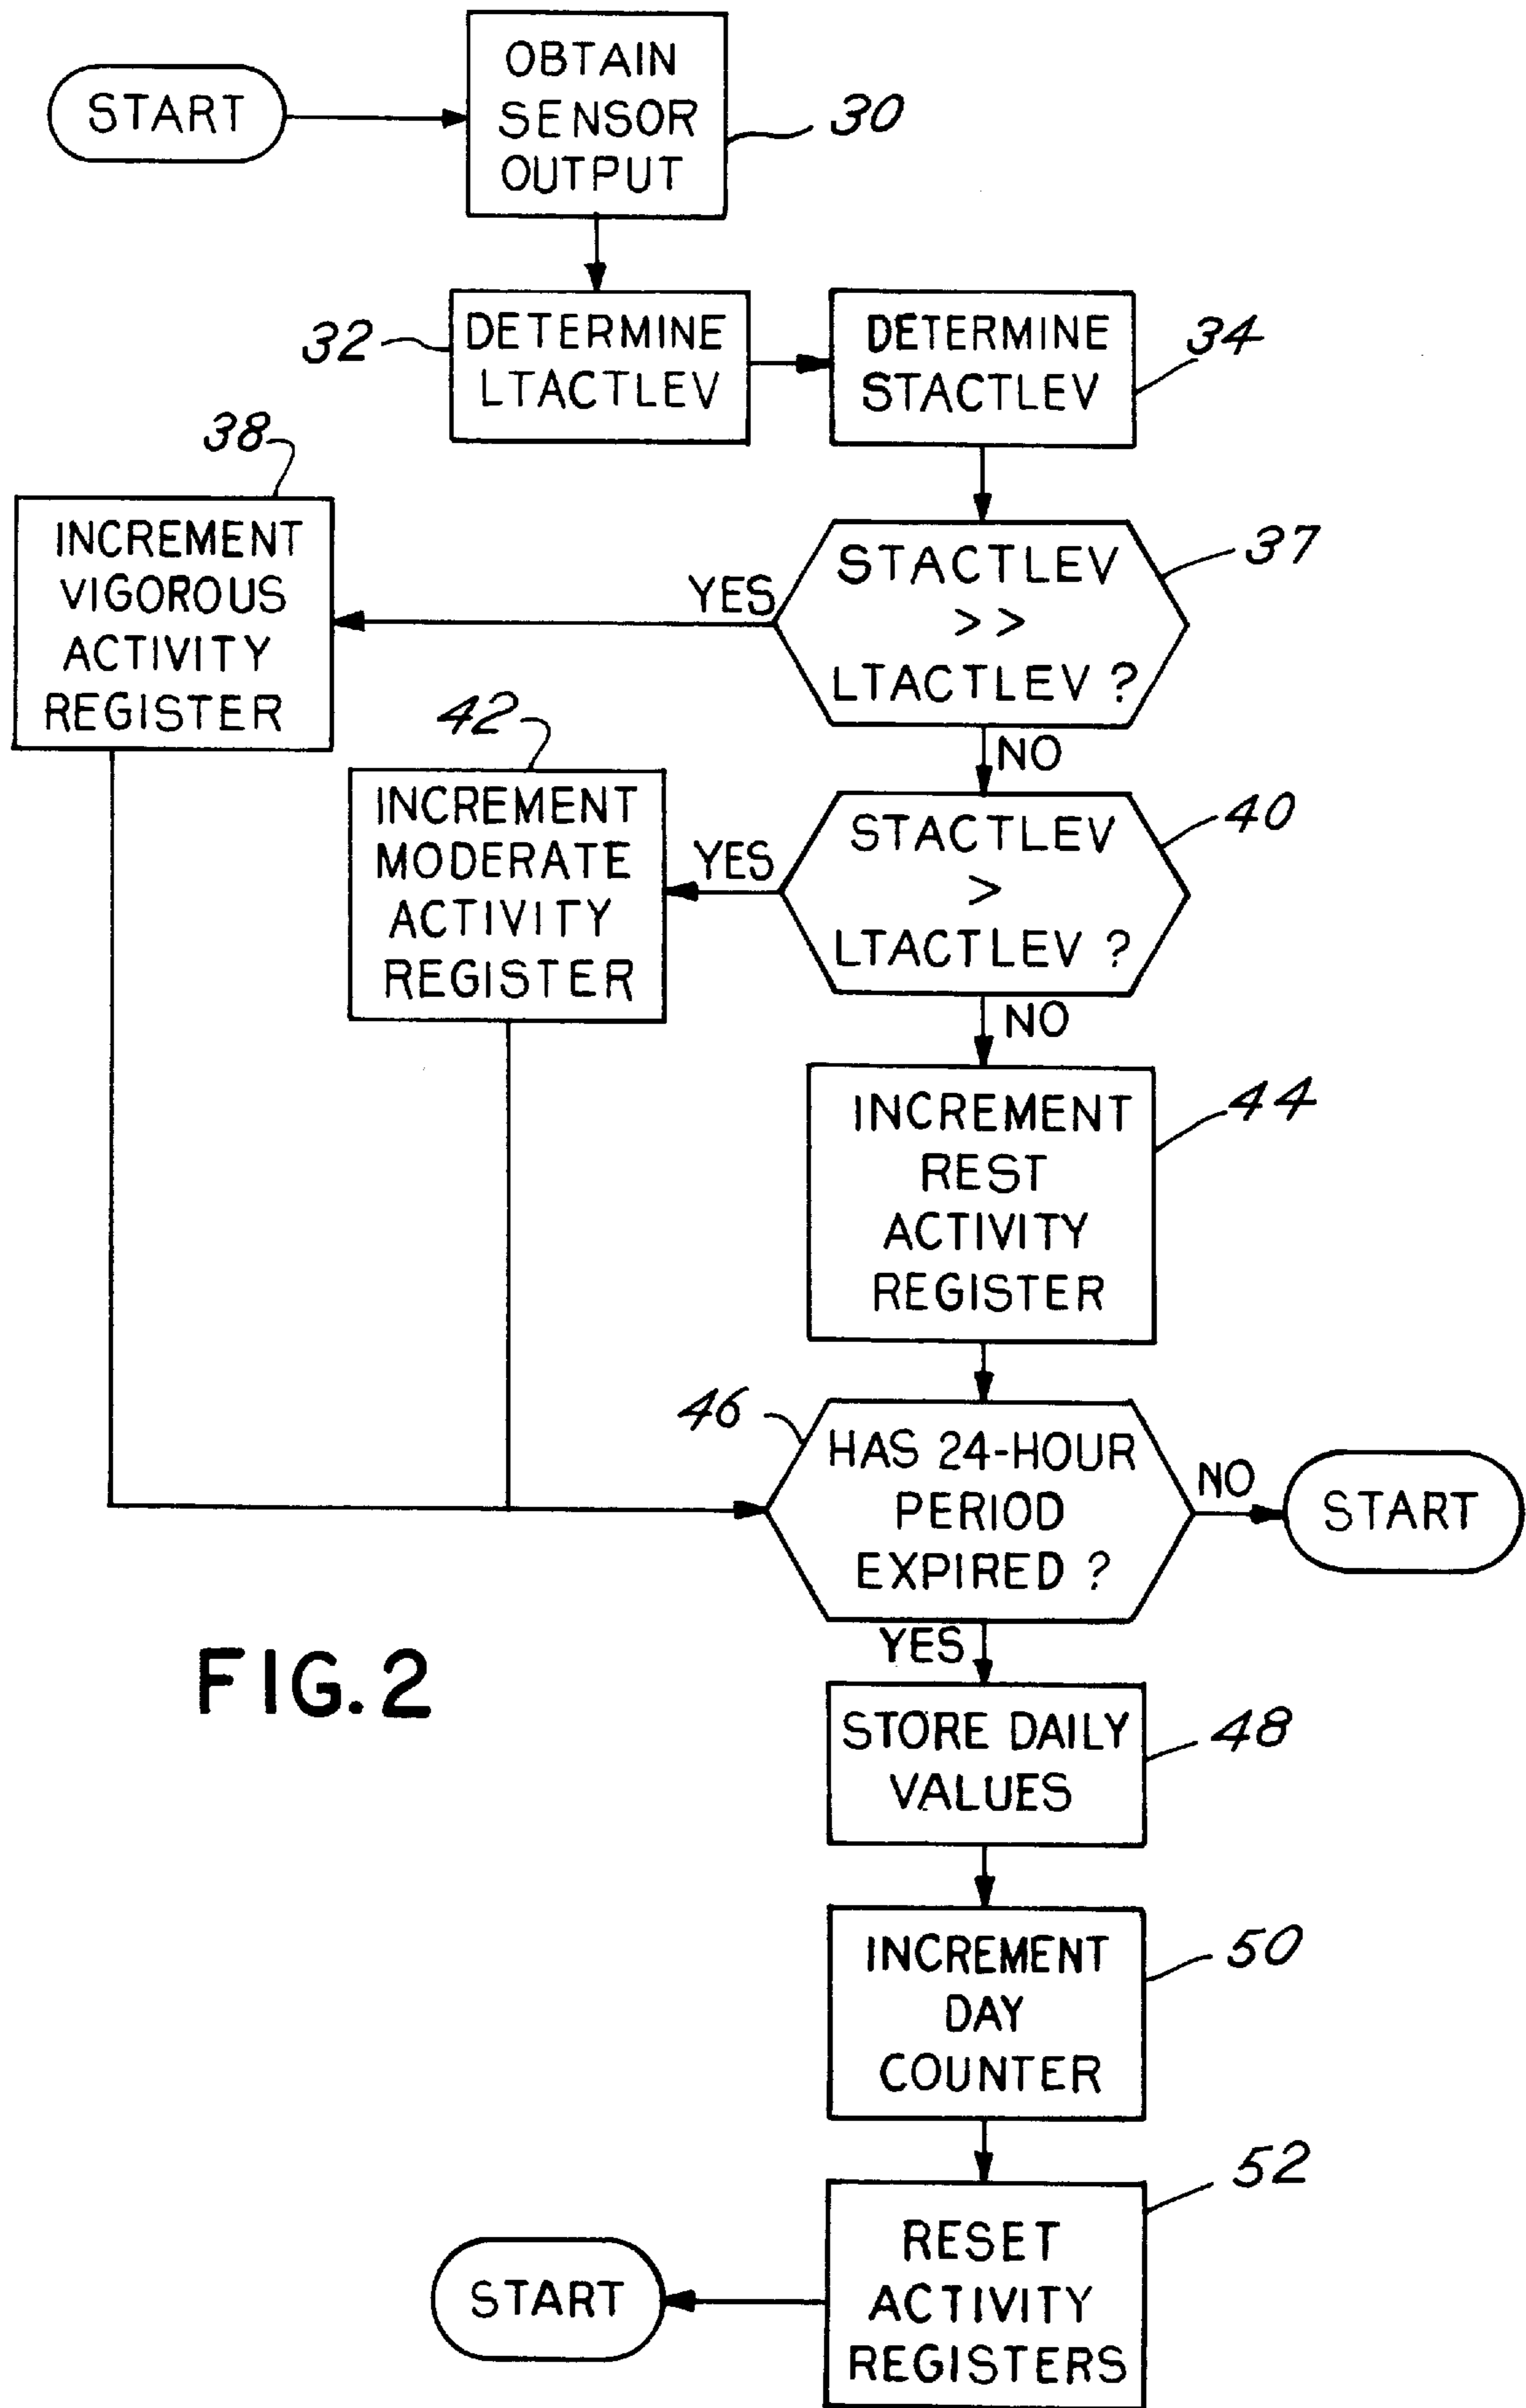 START
OBTAIN
SENSOR
OUTPUT
30
32
DETERMINE
LTACTLEV
DETERMINE
STACTLEV
34
38
INCREMENT
VIGOROUS
ACTIVITY
REGISTER
YES
STACTLEV
>>
LTACTLEV ?
37
NO
42
INCREMENT
MODERATE
ACTIVITY
REGISTER
YES
STACTLEV
>
LTACTLEV ?
40
NO
INCREMENT
REST
ACTIVITY
REGISTER
44
46
HAS 24-HOUR
PERIOD
EXPIRED ?
NO
START
YES
FIG. 2
STORE DAILY
VALUES
48
INCREMENT
DAY
COUNTER
50
52
RESET
ACTIVITY
REGISTERS
START